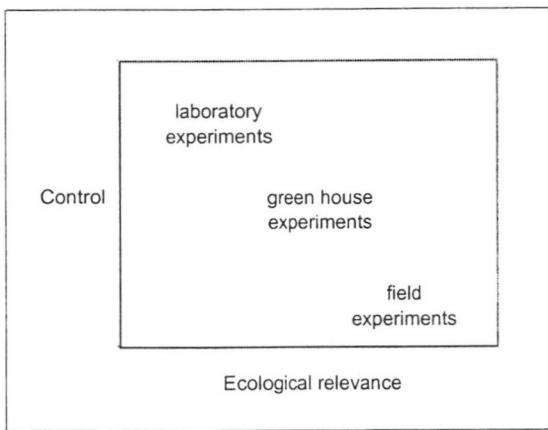 laboratory
experiments
Control
green house
experiments
field
experiments
Ecological relevance